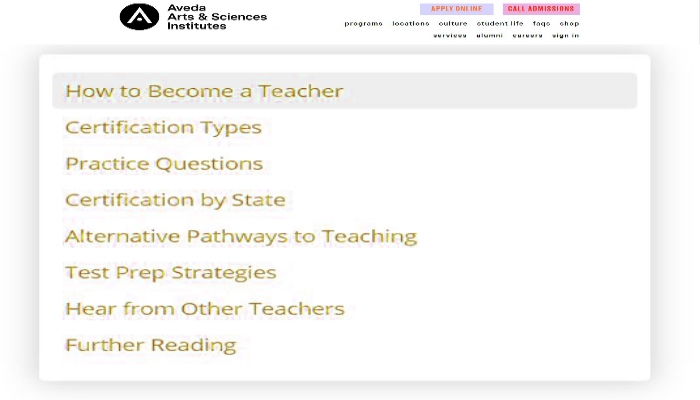 Aveda
Arts & Sciences
Institutes
APPLY ONLINE
CALL ADMISSIONS
programs locations culture student life faqs shop
services alumni careers sign in
How to Become a Teacher
Certification Types
Practice Questions
Certification by State
Alternative Pathways to Teaching
Test Prep Strategies
Hear from Other Teachers
Further Reading